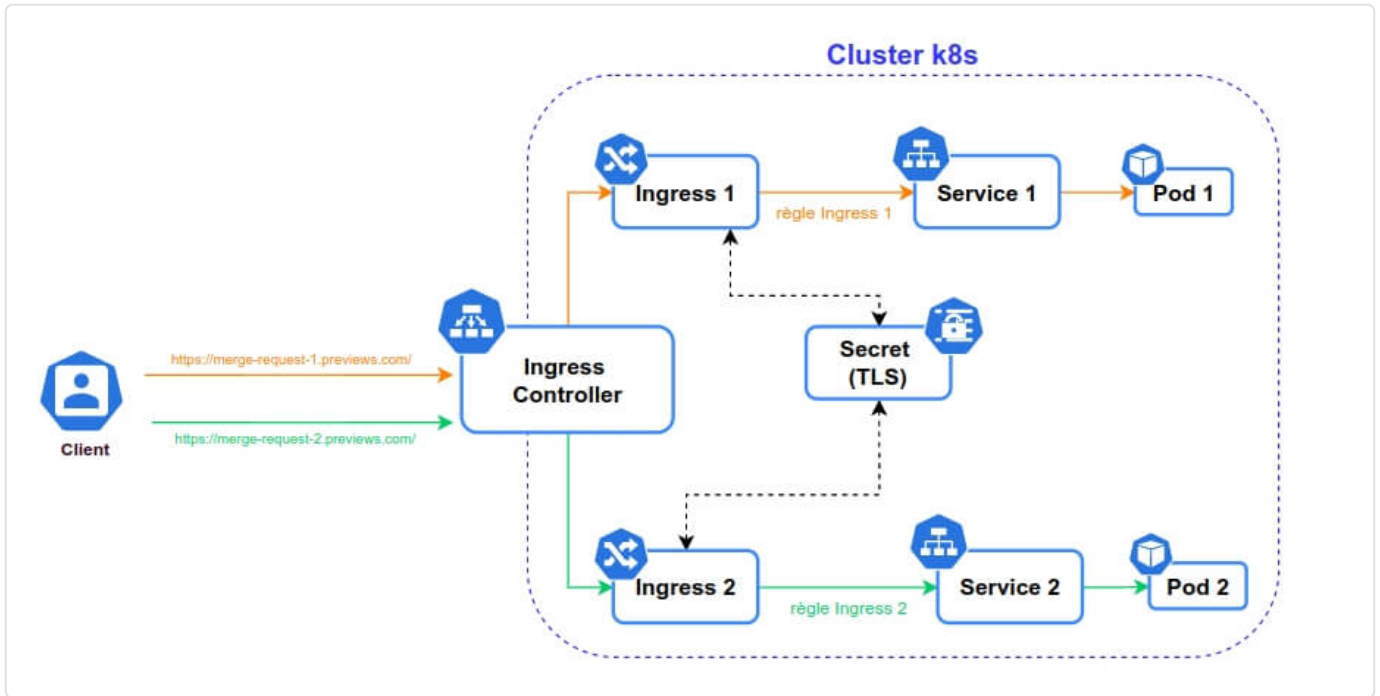 Cluster k8s
Ingress 1
règle Ingress 1
Service 1
Pod 1
Secret
(TLS)
Ingress
Controller
https://merge-request-1.previews.com/
https://merge-request-2.previews.com/
Client
Ingress 2
règle Ingress 2
Service 2
Pod 2